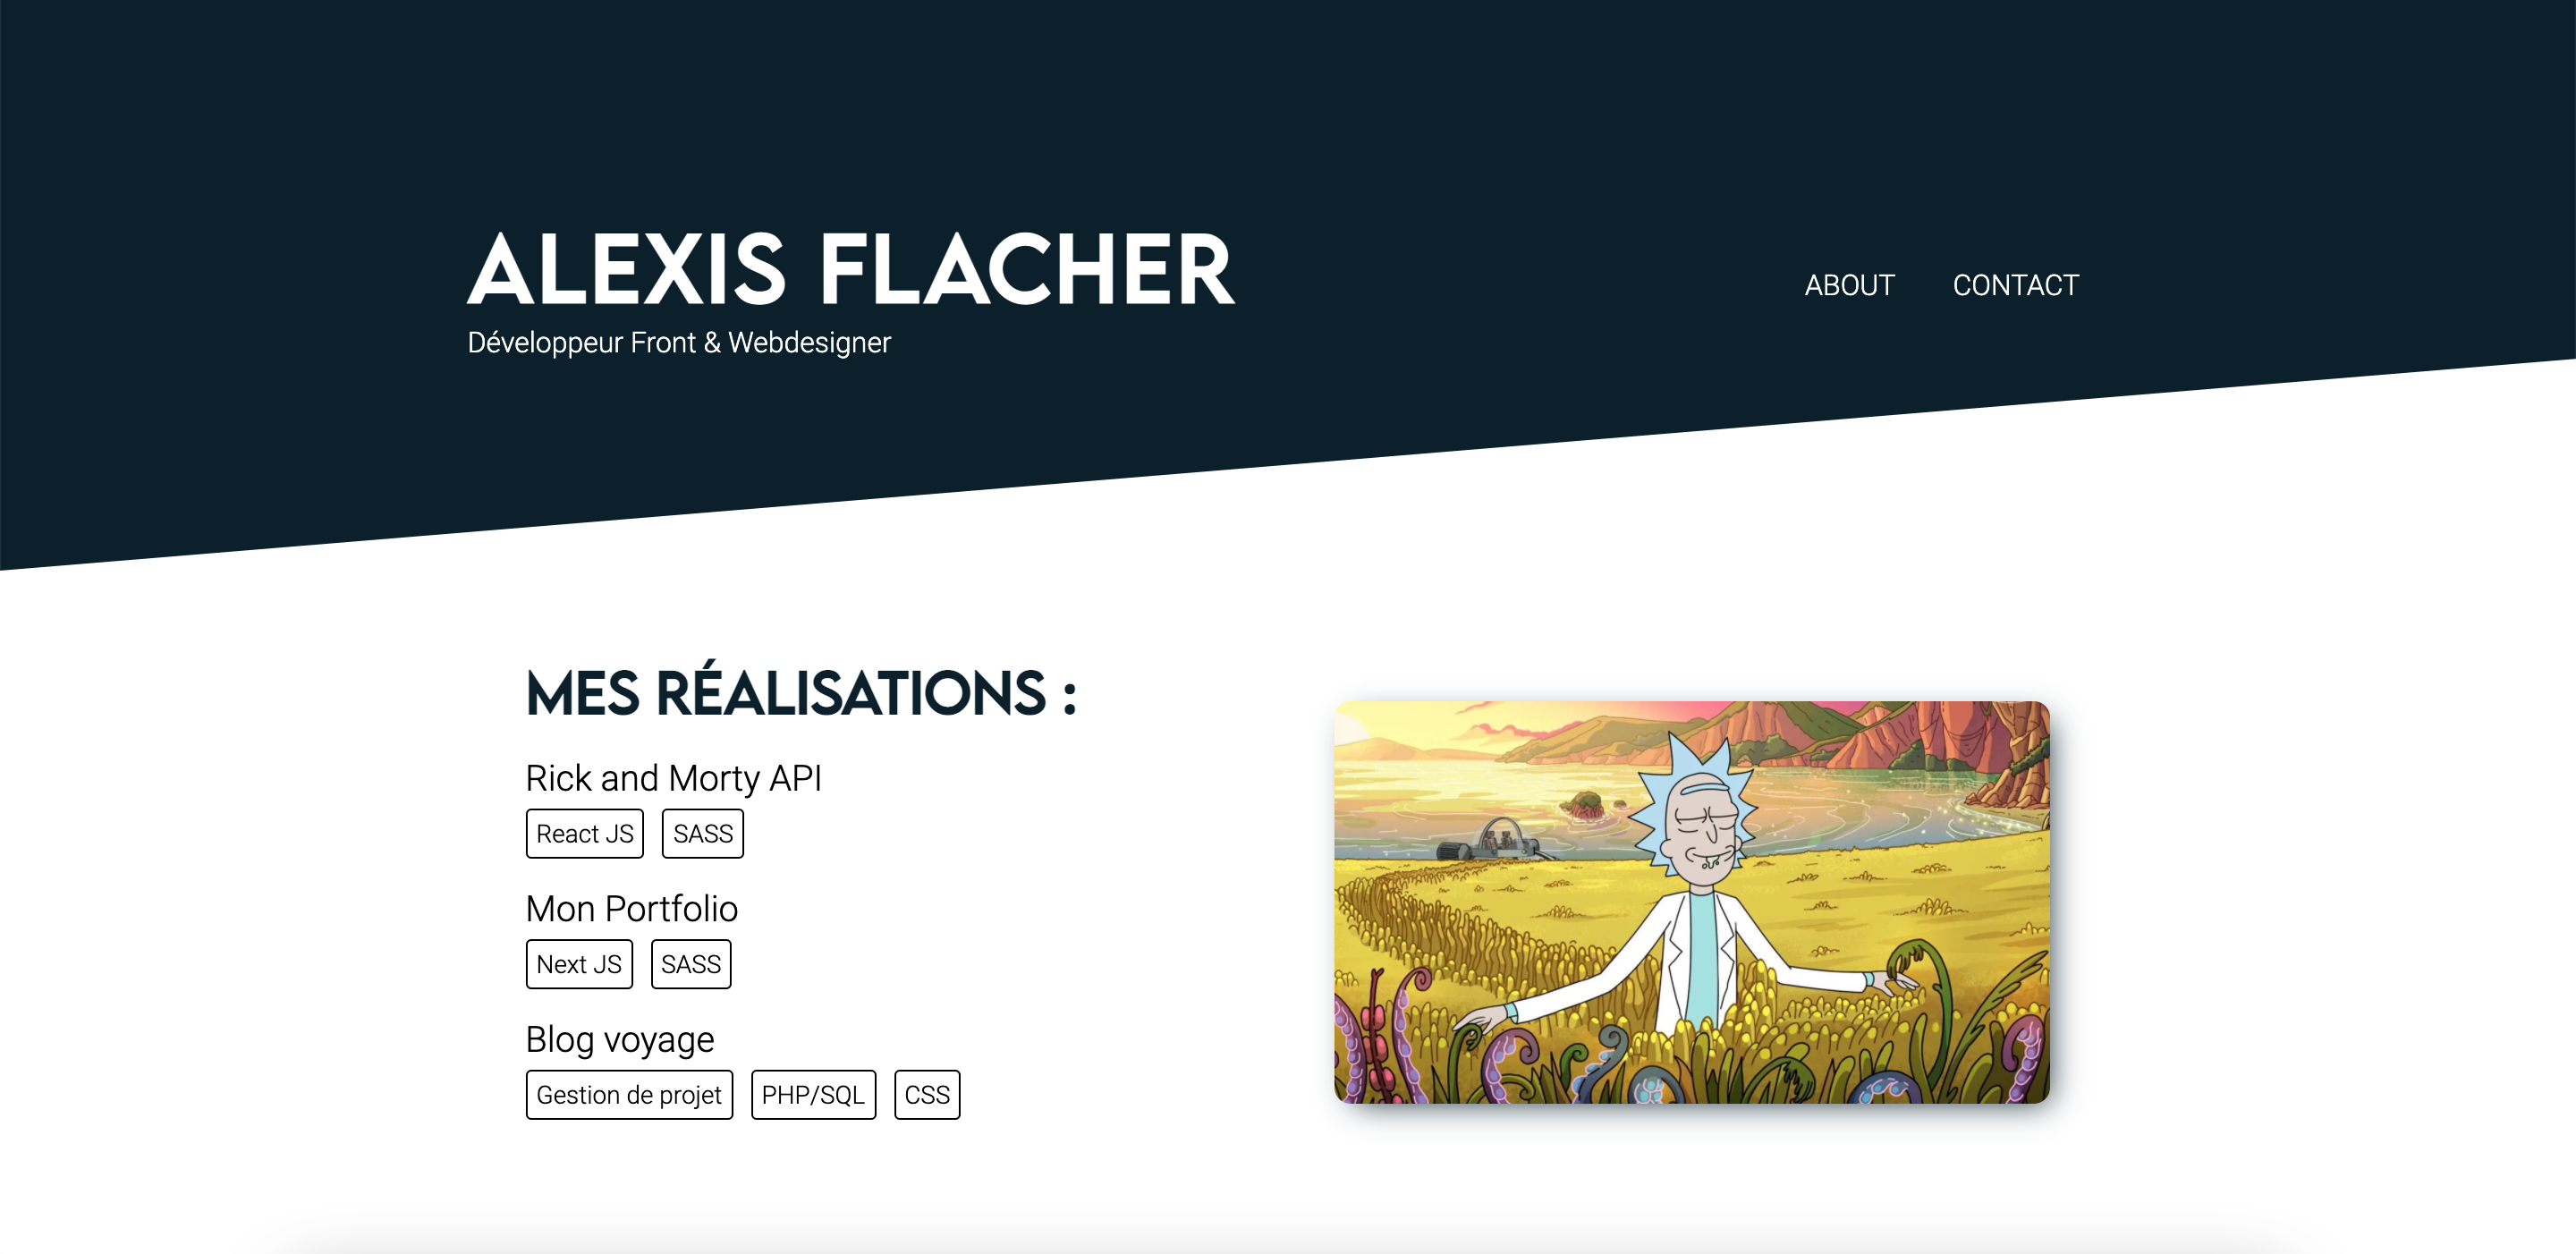 ALEXIS FLACHER
Développeur Front & Webdesigner
ABOUT CONTACT
MES RÉALISATIONS :
Rick and Morty API
React JS SASS
Mon Portfolio
Next JS SASS
Blog voyage
Gestion de projet PHP/SQL CSS